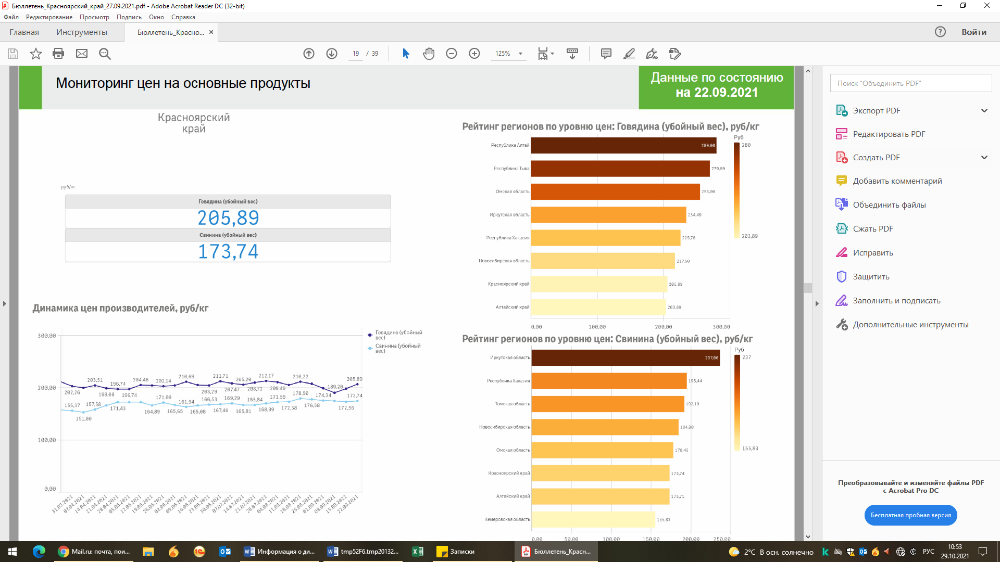 Бюллетень_Красноярский_край_27.09.2021.pdf - Adobe Acrobat Reader DC (32-bit)
Файл Редактирование Просмотр Подпись Окно Справка
Главная Инструменты Бюллетень_Красно... × Войти
19 / 39 125%
Мониторинг цен на основные продукты
Данные по состоянию
на 22.09.2021
Красноярский
край
руб/кг
Говядина (убойный вес)
205,89
Свинина (убойный вес)
173,74
Динамика цен производителей, руб/кг
300,00
200,00
100,00
0,00
Говядина (убойный
вес)
Свинина (убойный
вес)
202,26 203,51 198,08 196,74 196,74 204,46 202,14 210,69 203,29 211,71 207,47 205,20 208,72 212,17 209,49 210,22 189,20 205,89
155,37 151,80 157,58 171,43 164,89 171,00 165,65 161,94 165,08 166,53 167,46 169,29 165,81 165,84 168,99 171,59 172,38 178,50 176,58 174,34 172,56 173,74
31.03.2021 07.04.2021 14.04.2021 21.04.2021 28.04.2021 05.05.2021 12.05.2021 19.05.2021 26.05.2021 02.06.2021 09.06.2021 16.06.2021 23.06.2021 30.06.2021 07.07.2021 14.07.2021 21.07.2021 28.07.2021 04.08.2021 11.08.2021 18.08.2021 25.08.2021 01.09.2021 08.09.2021 15.09.2021 22.09.2021
Рейтинг регионов по уровню цен: Говядина (убойный вес), руб/кг
Руб
280
203,89
Республика Алтай 280,00
Республика Тыва 270,00
Омская область 255,00
Иркутская область 234,49
Республика Хакасия 225,78
Новосибирская область 217,50
Красноярский край 205,89
Алтайский край 203,89
0,00 100,00 200,00 300,00
Рейтинг регионов по уровню цен: Свинина (убойный вес), руб/кг
Руб
237
155,83
Иркутская область 237,00
Республика Хакасия 195,44
Томская область 192,10
Новосибирская область 184,90
Омская область 178,45
Красноярский край 173,74
Алтайский край 173,71
Кемеровская область 155,83
0,00 50,00 100,00 150,00 200,00 250,00
Поиск "Объединить PDF"
Экспорт PDF
Редактировать PDF
Создать PDF
Добавить комментарий
Объединить файлы
Сжать PDF
Исправить
Защитить
Заполнить и подписать
Дополнительные инструменты
Преобразовывайте и изменяйте файлы PDF
с Acrobat Pro DC
Бесплатная пробная версия
Mail.ru: почта, пои... Информация о ди... tmp52F6.tmp20132... Записки Бюллетень_Красн... 2°C В осн. солнечно РУС 10:53
29.10.2021